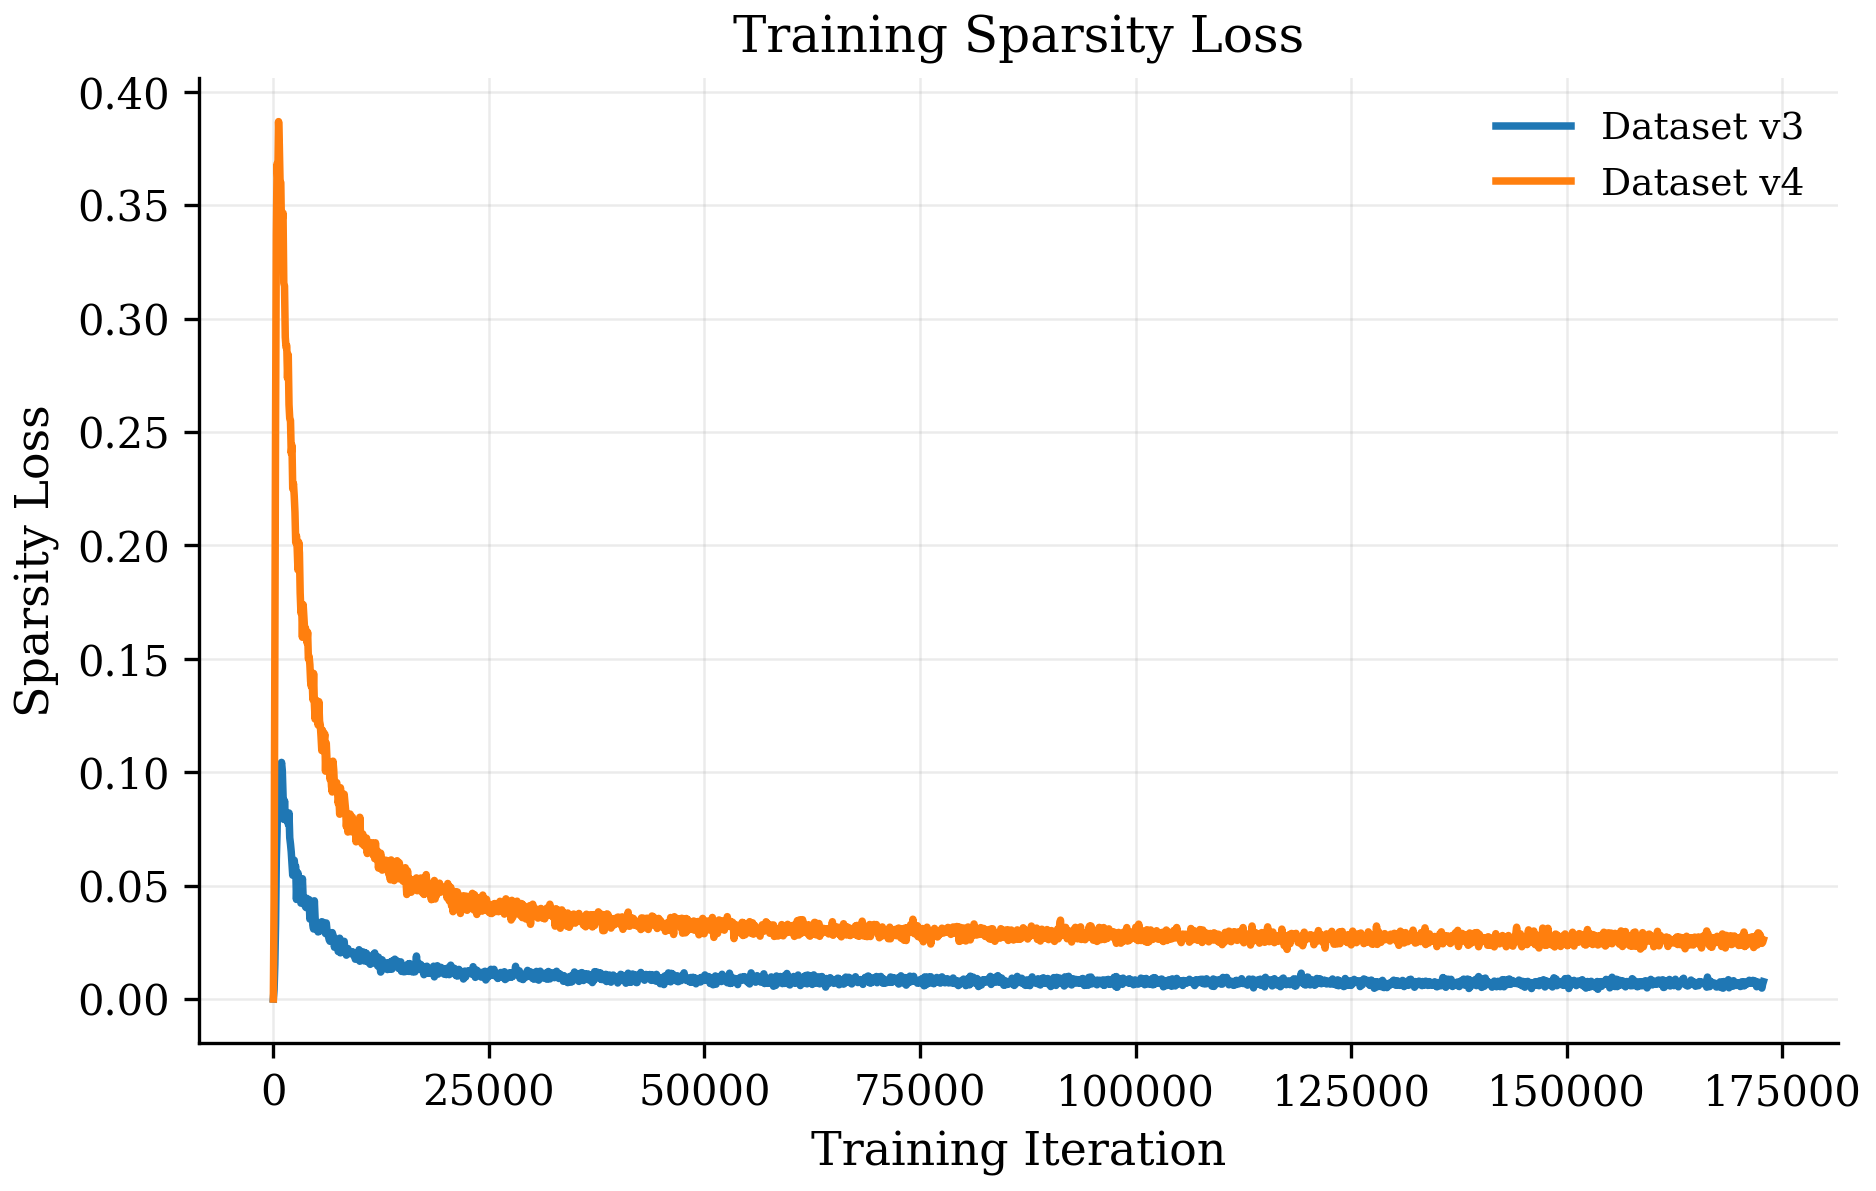 Training Sparsity Loss
Dataset v3
Dataset v4
Sparsity Loss
0.40
0.35
0.30
0.25
0.20
0.15
0.10
0.05
0.00
0 25000 50000 75000 100000 125000 150000 175000
Training Iteration